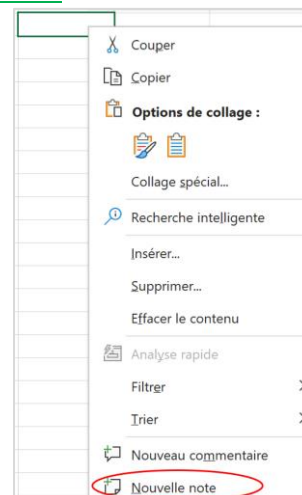 Couper
Copier
Options de collage :
Collage spécial...
Recherche intelligente
Insérer...
Supprimer...
Effacer le contenu
Analyse rapide
Filtrer
Trier
Nouveau commentaire
Nouvelle note